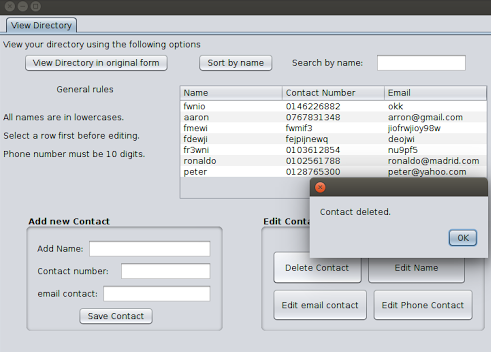 View Directory
View your directory using the following options
View Directory in original form
Sort by name
Search by name:
General rules
All names are in lowercases.
Select a row first before editing.
Phone number must be 10 digits.
Name Contact Number Email
fwnio 0146226882 okk
aaron 0767831348 arron@gmail.com
fmewi fwmif3 jiofrwjioy98w
fdewji fejpijnewq deojwi
fr3wni 0103612854 nu9pf5
ronaldo 0102561788 ronaldo@madrid.com
peter 0128765300 peter@yahoo.com
Contact deleted.
OK
Add new Contact
Add Name:
Contact number:
email contact:
Save Contact
Edit Conta
Delete Contact
Edit Name
Edit email contact
Edit Phone Contact